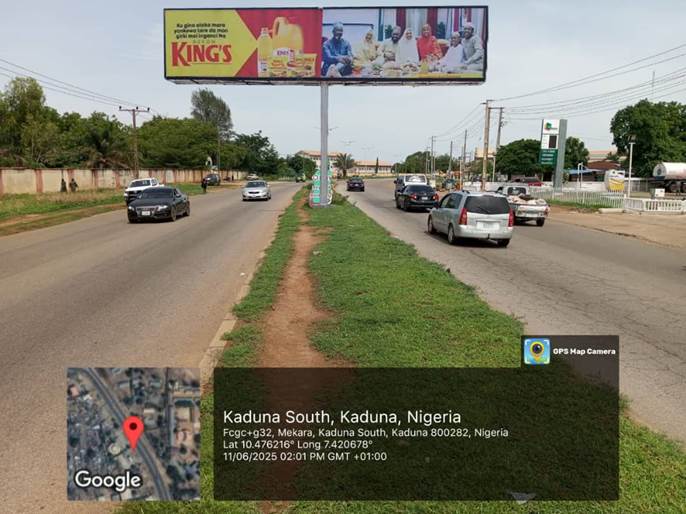 Ku gina alaka mara
yankewa tare da man
girki mai inganci na
KING'S
GPS Map Camera
Kaduna South, Kaduna, Nigeria
Fcgc+g32, Mekara, Kaduna South, Kaduna 800282, Nigeria
Lat 10.476216° Long 7.420678°
11/06/2025 02:01 PM GMT +01:00
Google